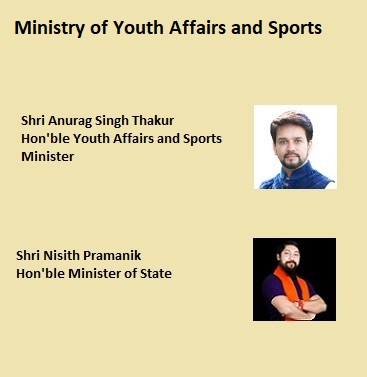 Ministry of Youth Affairs and Sports
Shri Anurag Singh Thakur
Hon'ble Youth Affairs and Sports
Minister
Shri Nisith Pramanik
Hon'ble Minister of State